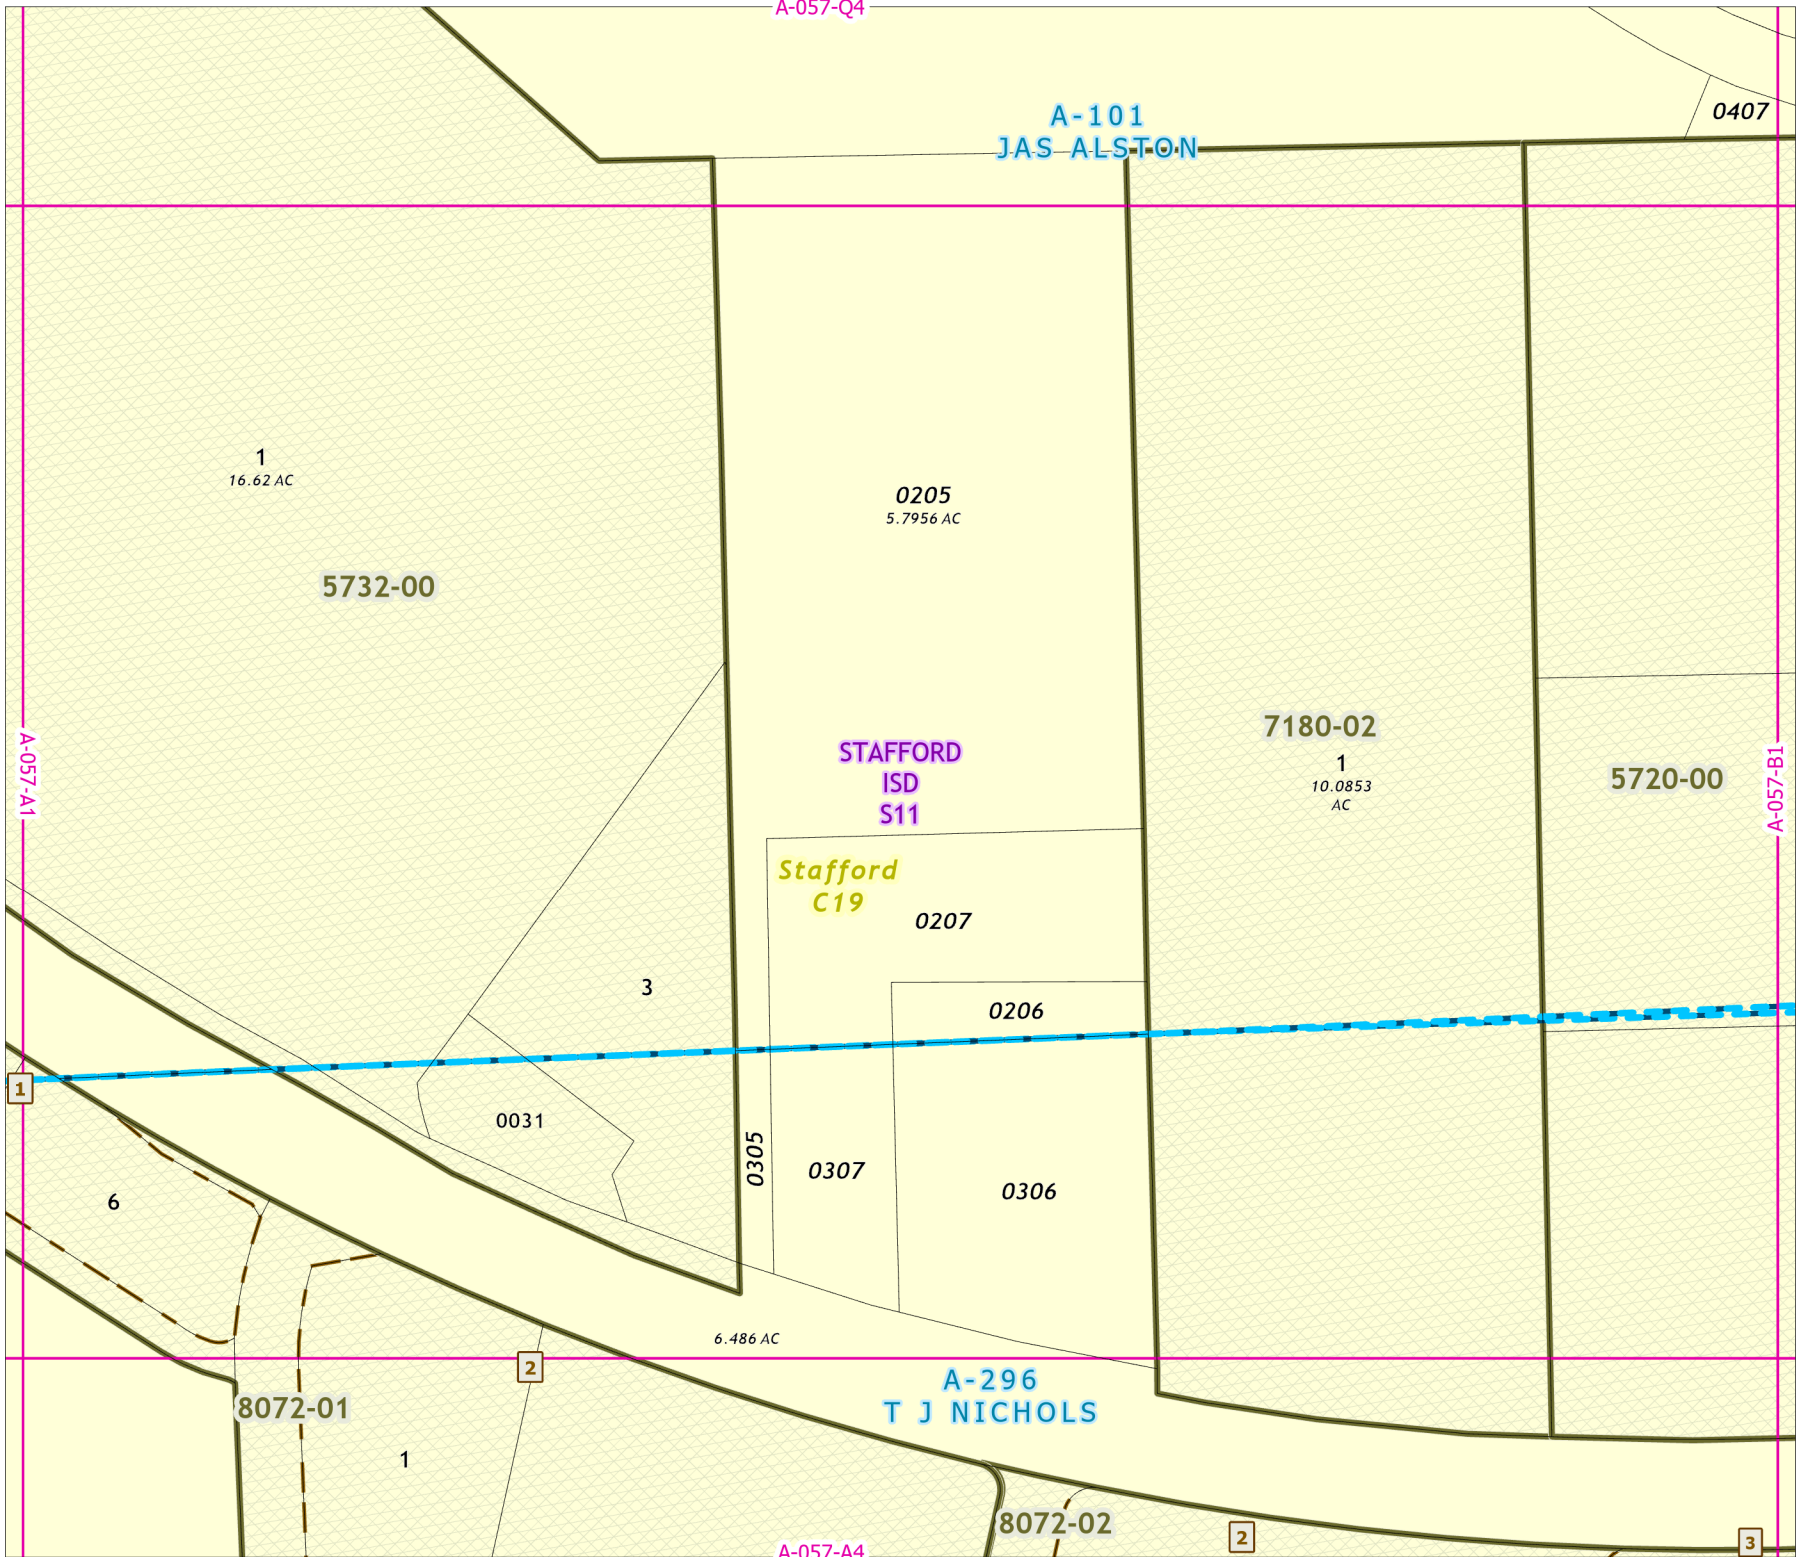 A-057-Q4
A-101
JAS ALSTON
0407
1
16.62 AC
0205
5.7956 AC
5732-00
7180-02
1
10.0853
AC
5720-00
A-057-A1
A-057-B1
STAFFORD
ISD
S11
Stafford
C19
0207
3
0206
1
0031
0305
0307
0306
6
6.486 AC
2
A-296
T J NICHOLS
8072-01
1
8072-02
2
3
A-057-A4